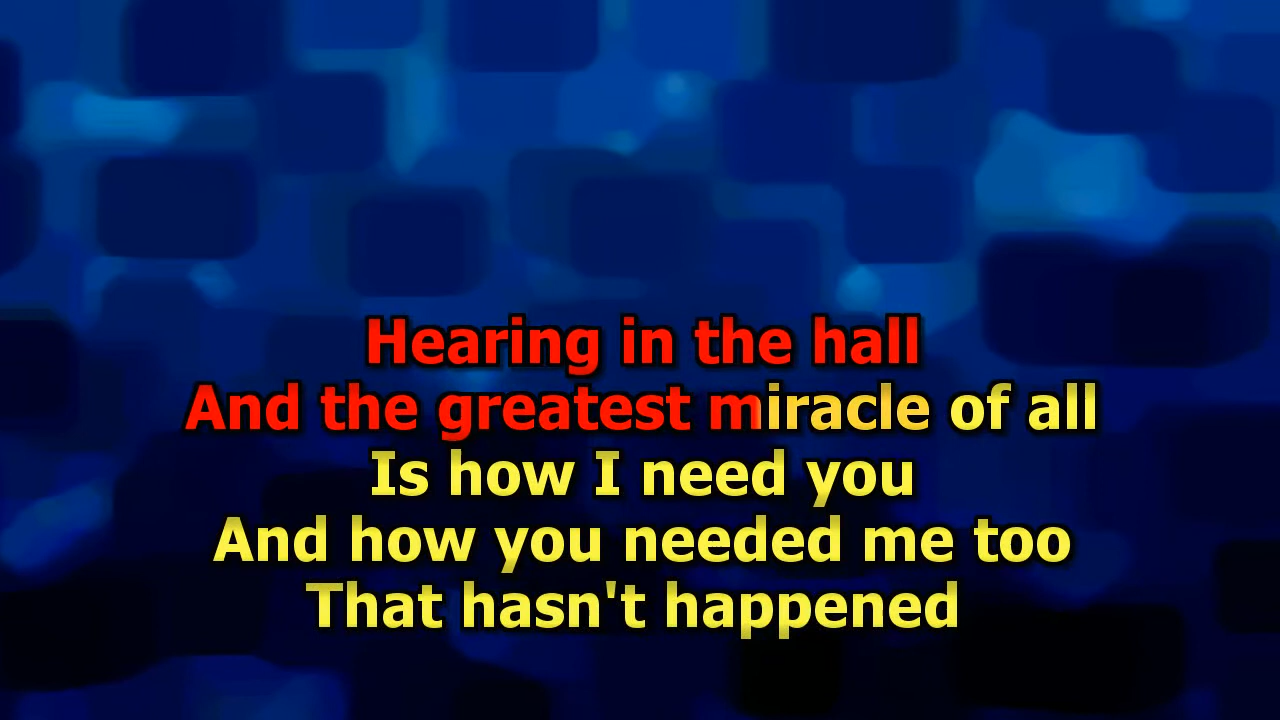 Hearing in the hall
And the greatest miracle of all
Is how I need you
And how you needed me too
That hasn't happened